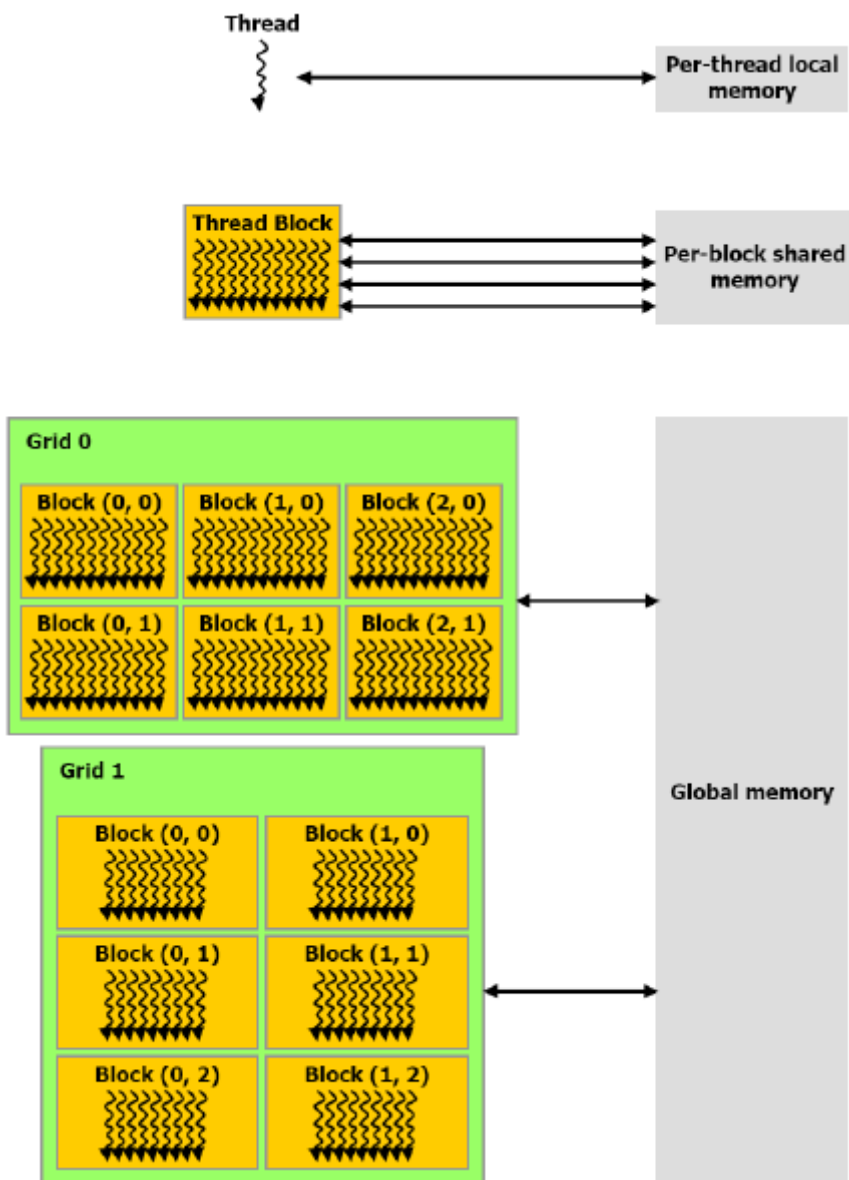 Thread
Per-thread local
memory
Thread Block
Per-block shared
memory
Grid 0
Block (0, 0)
Block (1, 0)
Block (2, 0)
Block (0, 1)
Block (1, 1)
Block (2, 1)
Grid 1
Global memory
Block (0, 0)
Block (1, 0)
Block (0, 1)
Block (1, 1)
Block (0, 2)
Block (1, 2)